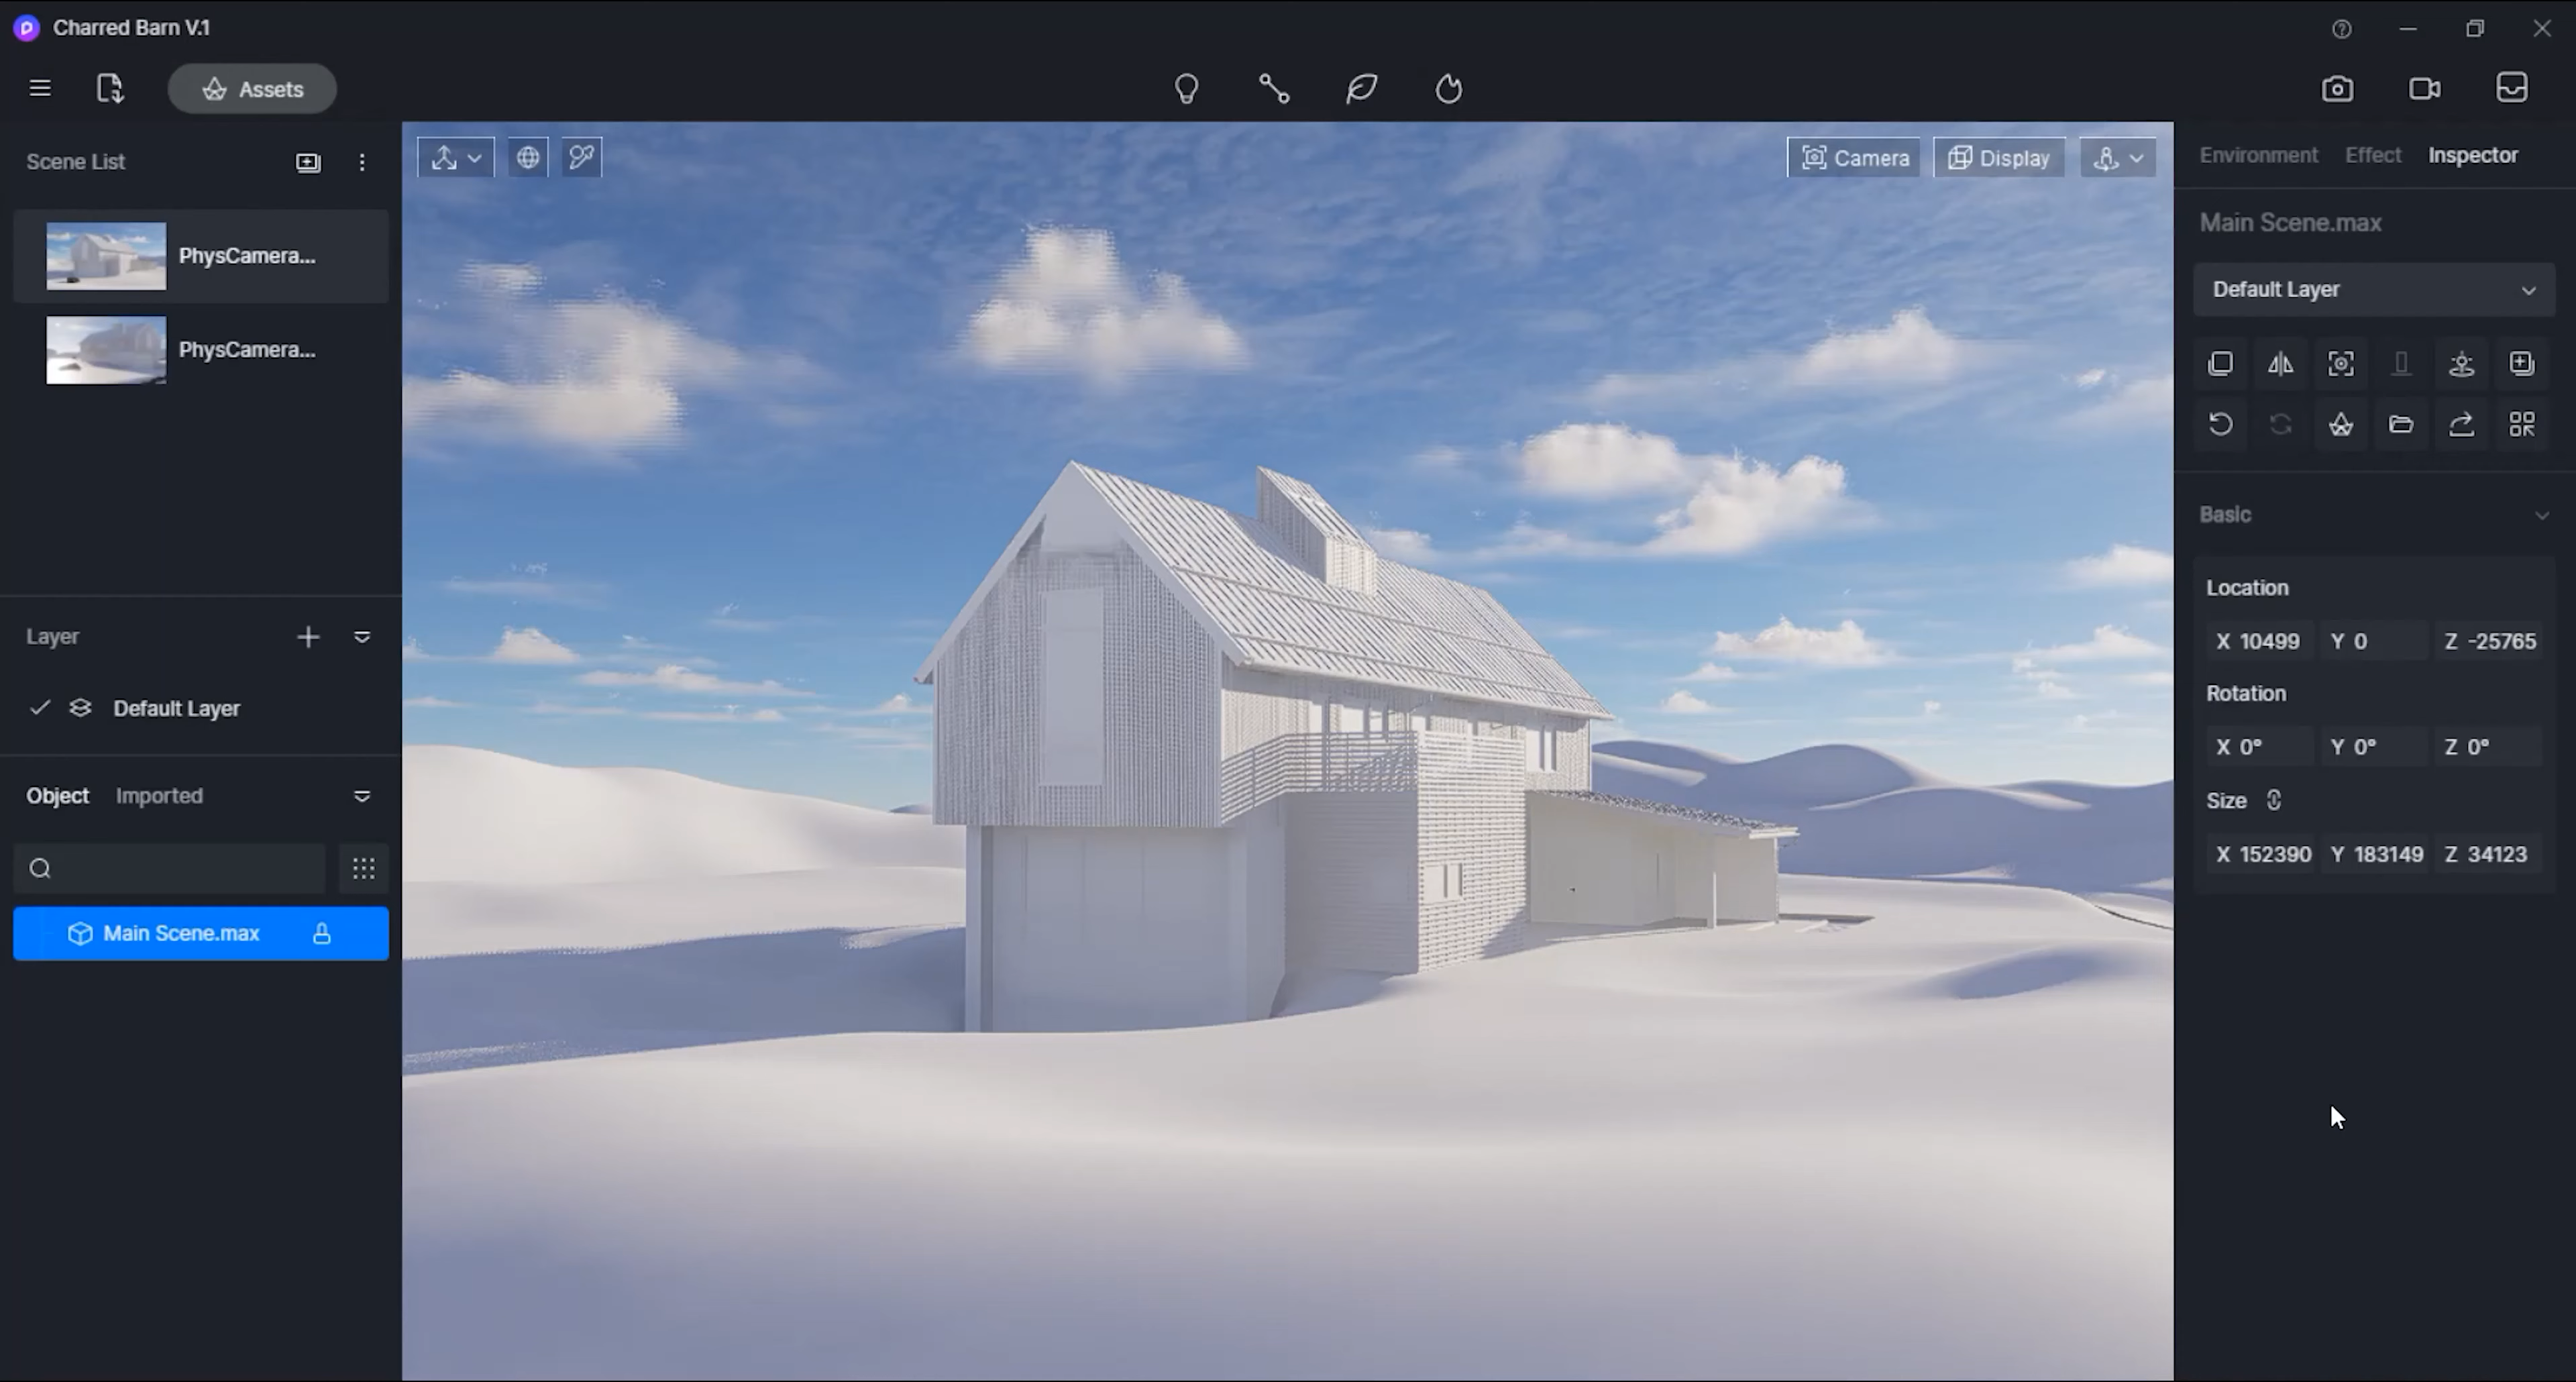 Charred Barn V.1
Assets
Scene List
PhysCamera...
PhysCamera...
Layer
Default Layer
Object Imported
Main Scene.max
Camera Display
Environment Effect Inspector
Main Scene.max
Default Layer
Basic
Location
X 10499 Y 0 Z -25765
Rotation
X 0° Y 0° Z 0°
Size
X 152390 Y 183149 Z 34123